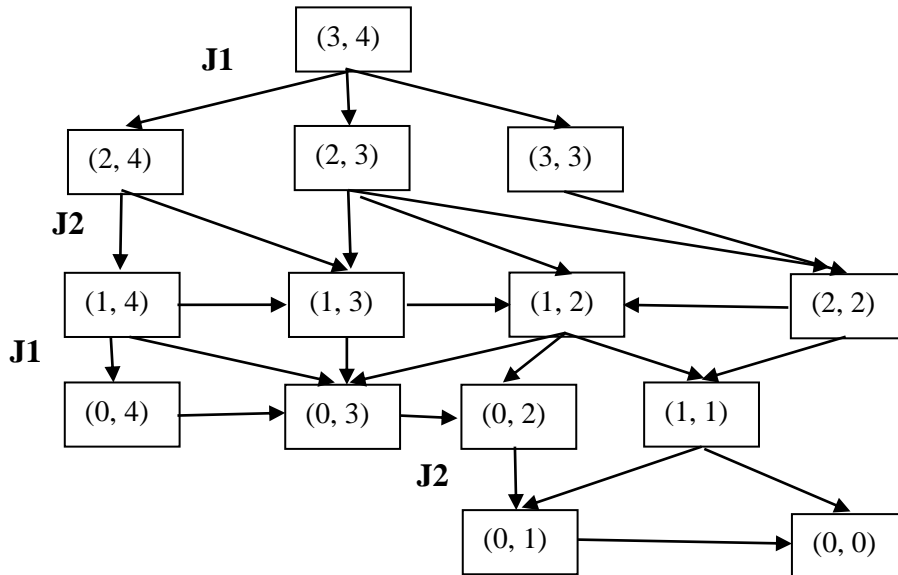 (3, 4)
J1
(2, 4) (2, 3) (3, 3)
J2
(1, 4) (1, 3) (1, 2) (2, 2)
J1
(0, 4) (0, 3) (0, 2) (1, 1)
J2
(0, 1) (0, 0)